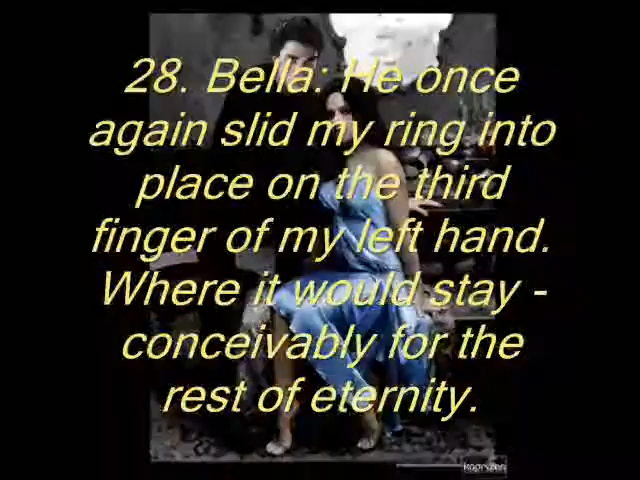 28. Bella: He once
again slid my ring into
place on the third
finger of my left hand.
Where it would stay -
conceivably for the
rest of eternity.